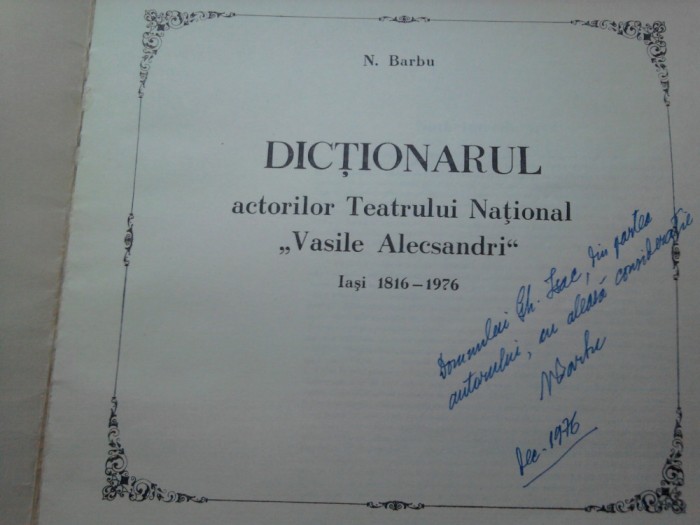 N. Barbu
DICȚIONARUL
actorilor Teatrului Național
„Vasile Alecsandri“
Iași 1816–1976
Domnului Gh. Isac, din partea
autorului, cu aleasă considerație
NBarbu
Dec. 1976